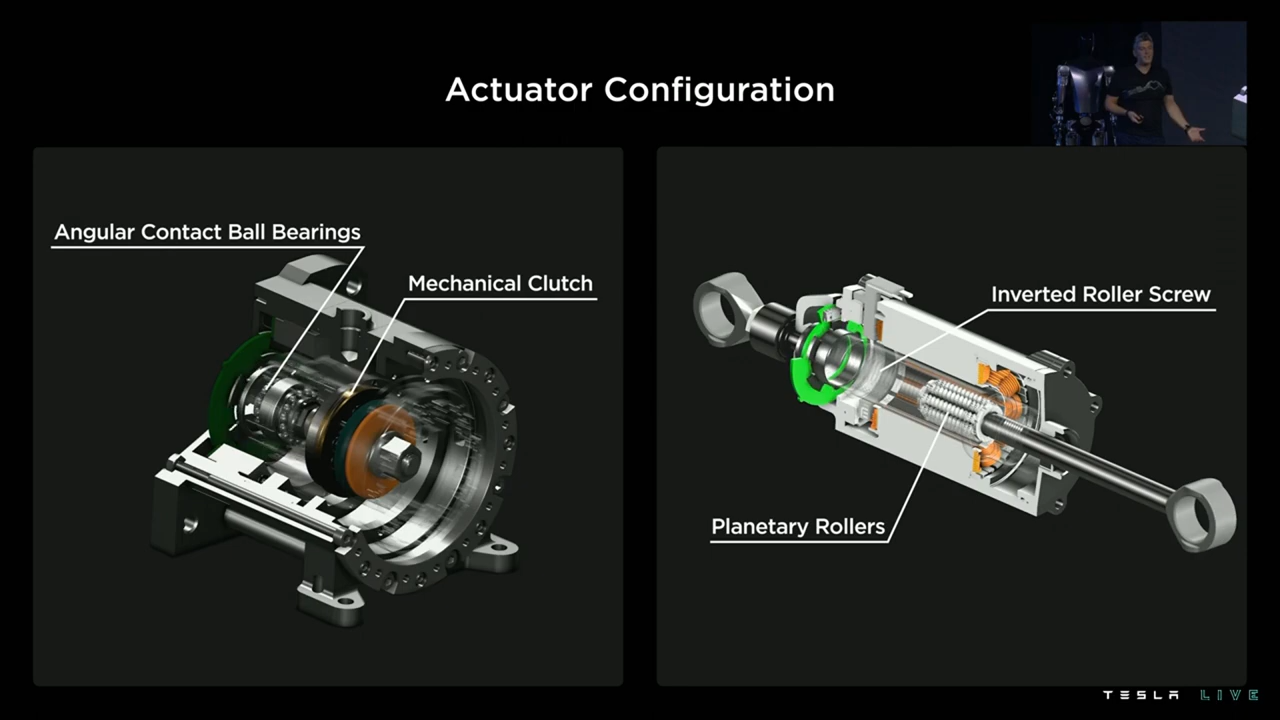 Actuator Configuration
Angular Contact Ball Bearings
Mechanical Clutch
Inverted Roller Screw
Planetary Rollers
TESLA LIVE